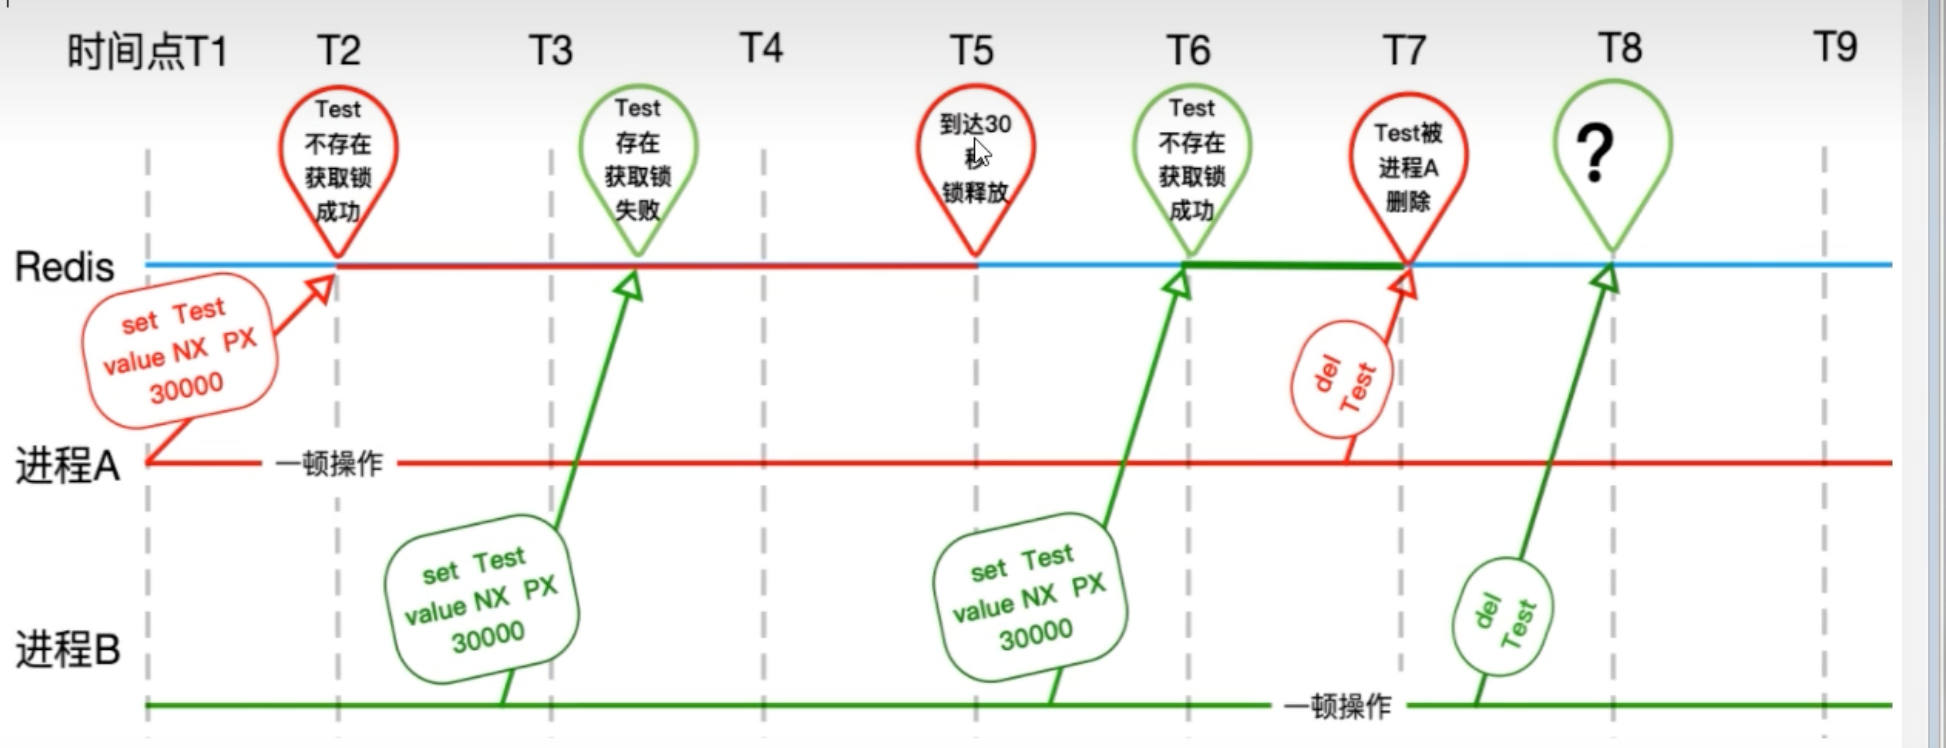 时间点T1 T2 T3 T4 T5 T6 T7 T8 T9
Test
不存在
获取锁
成功
Test
存在
获取锁
失败
到达30
锁释放
Test
不存在
获取锁
成功
Test被
进程A
删除
?
Redis
set Test
value NX PX
30000
del
Test
进程A
一顿操作
set Test
value NX PX
30000
set Test
value NX PX
30000
del
Test
进程B
一顿操作